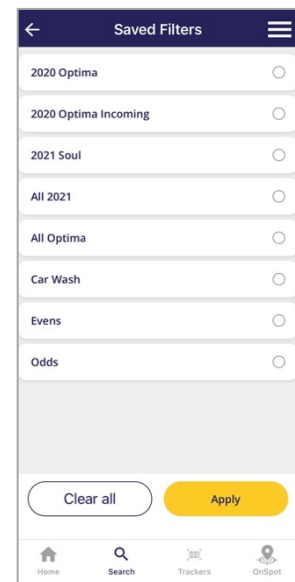 Saved Filters
2020 Optima
2020 Optima Incoming
2021 Soul
All 2021
All Optima
Car Wash
Evens
Odds
Clear all Apply
Home Search Trackers OnSpot